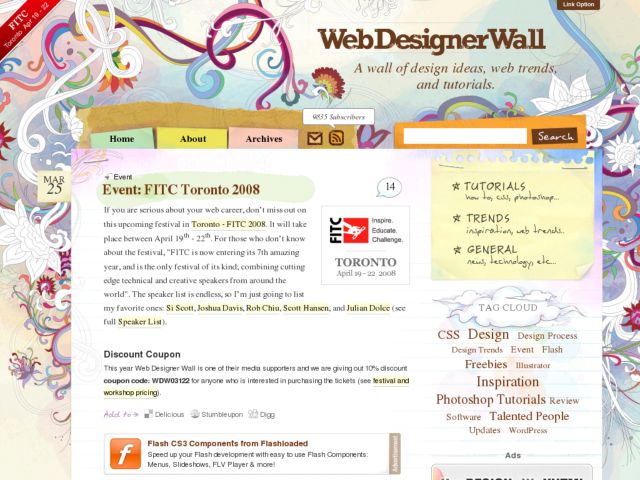 FITC
Toronto Apr 19 - 22
Link Option
WebDesignerWall
A wall of design ideas, web trends,
and tutorials.
9835 Subscribers
Home
About
Archives
Search
MAR
25
Event
Event: FITC Toronto 2008
14
If you are serious about your web career, don't miss out on
this upcoming festival in Toronto - FITC 2008. It will take
place between April 19th - 22th. For those who don't know
about the festival, "FITC is now entering its 7th amazing
year, and is the only festival of its kind; combining cutting
edge technical and creative speakers from around the
world". The speaker list is endless, so I'm just going to list
my favorite ones: Si Scott, Joshua Davis, Rob Chiu, Scott Hansen, and Julian Dolce (see
full Speaker List).
FITC
Inspire.
Educate.
Challenge.
TORONTO
April 19 - 22 2008
Discount Coupon
This year Web Designer Wall is one of their media supporters and we are giving out 10% discount
coupon code: WDW03122 for anyone who is interested in purchasing the tickets (see festival and
workshop pricing).
Add to
Delicious
Stumbleupon
Digg
Flash CS3 Components from Flashloaded
Speed up your Flash development with easy to use Flash Components:
Menus, Slideshows, FLV Player & more!
Advertisement
TUTORIALS
how to, css, photoshop...
TRENDS
inspiration, web trends..
GENERAL
news, technology, etc...
TAG CLOUD
CSS Design Design Process
Design Trends Event Flash
Freebies Illustrator
Inspiration
Photoshop Tutorials Review
Software Talented People
Updates WordPress
Ads